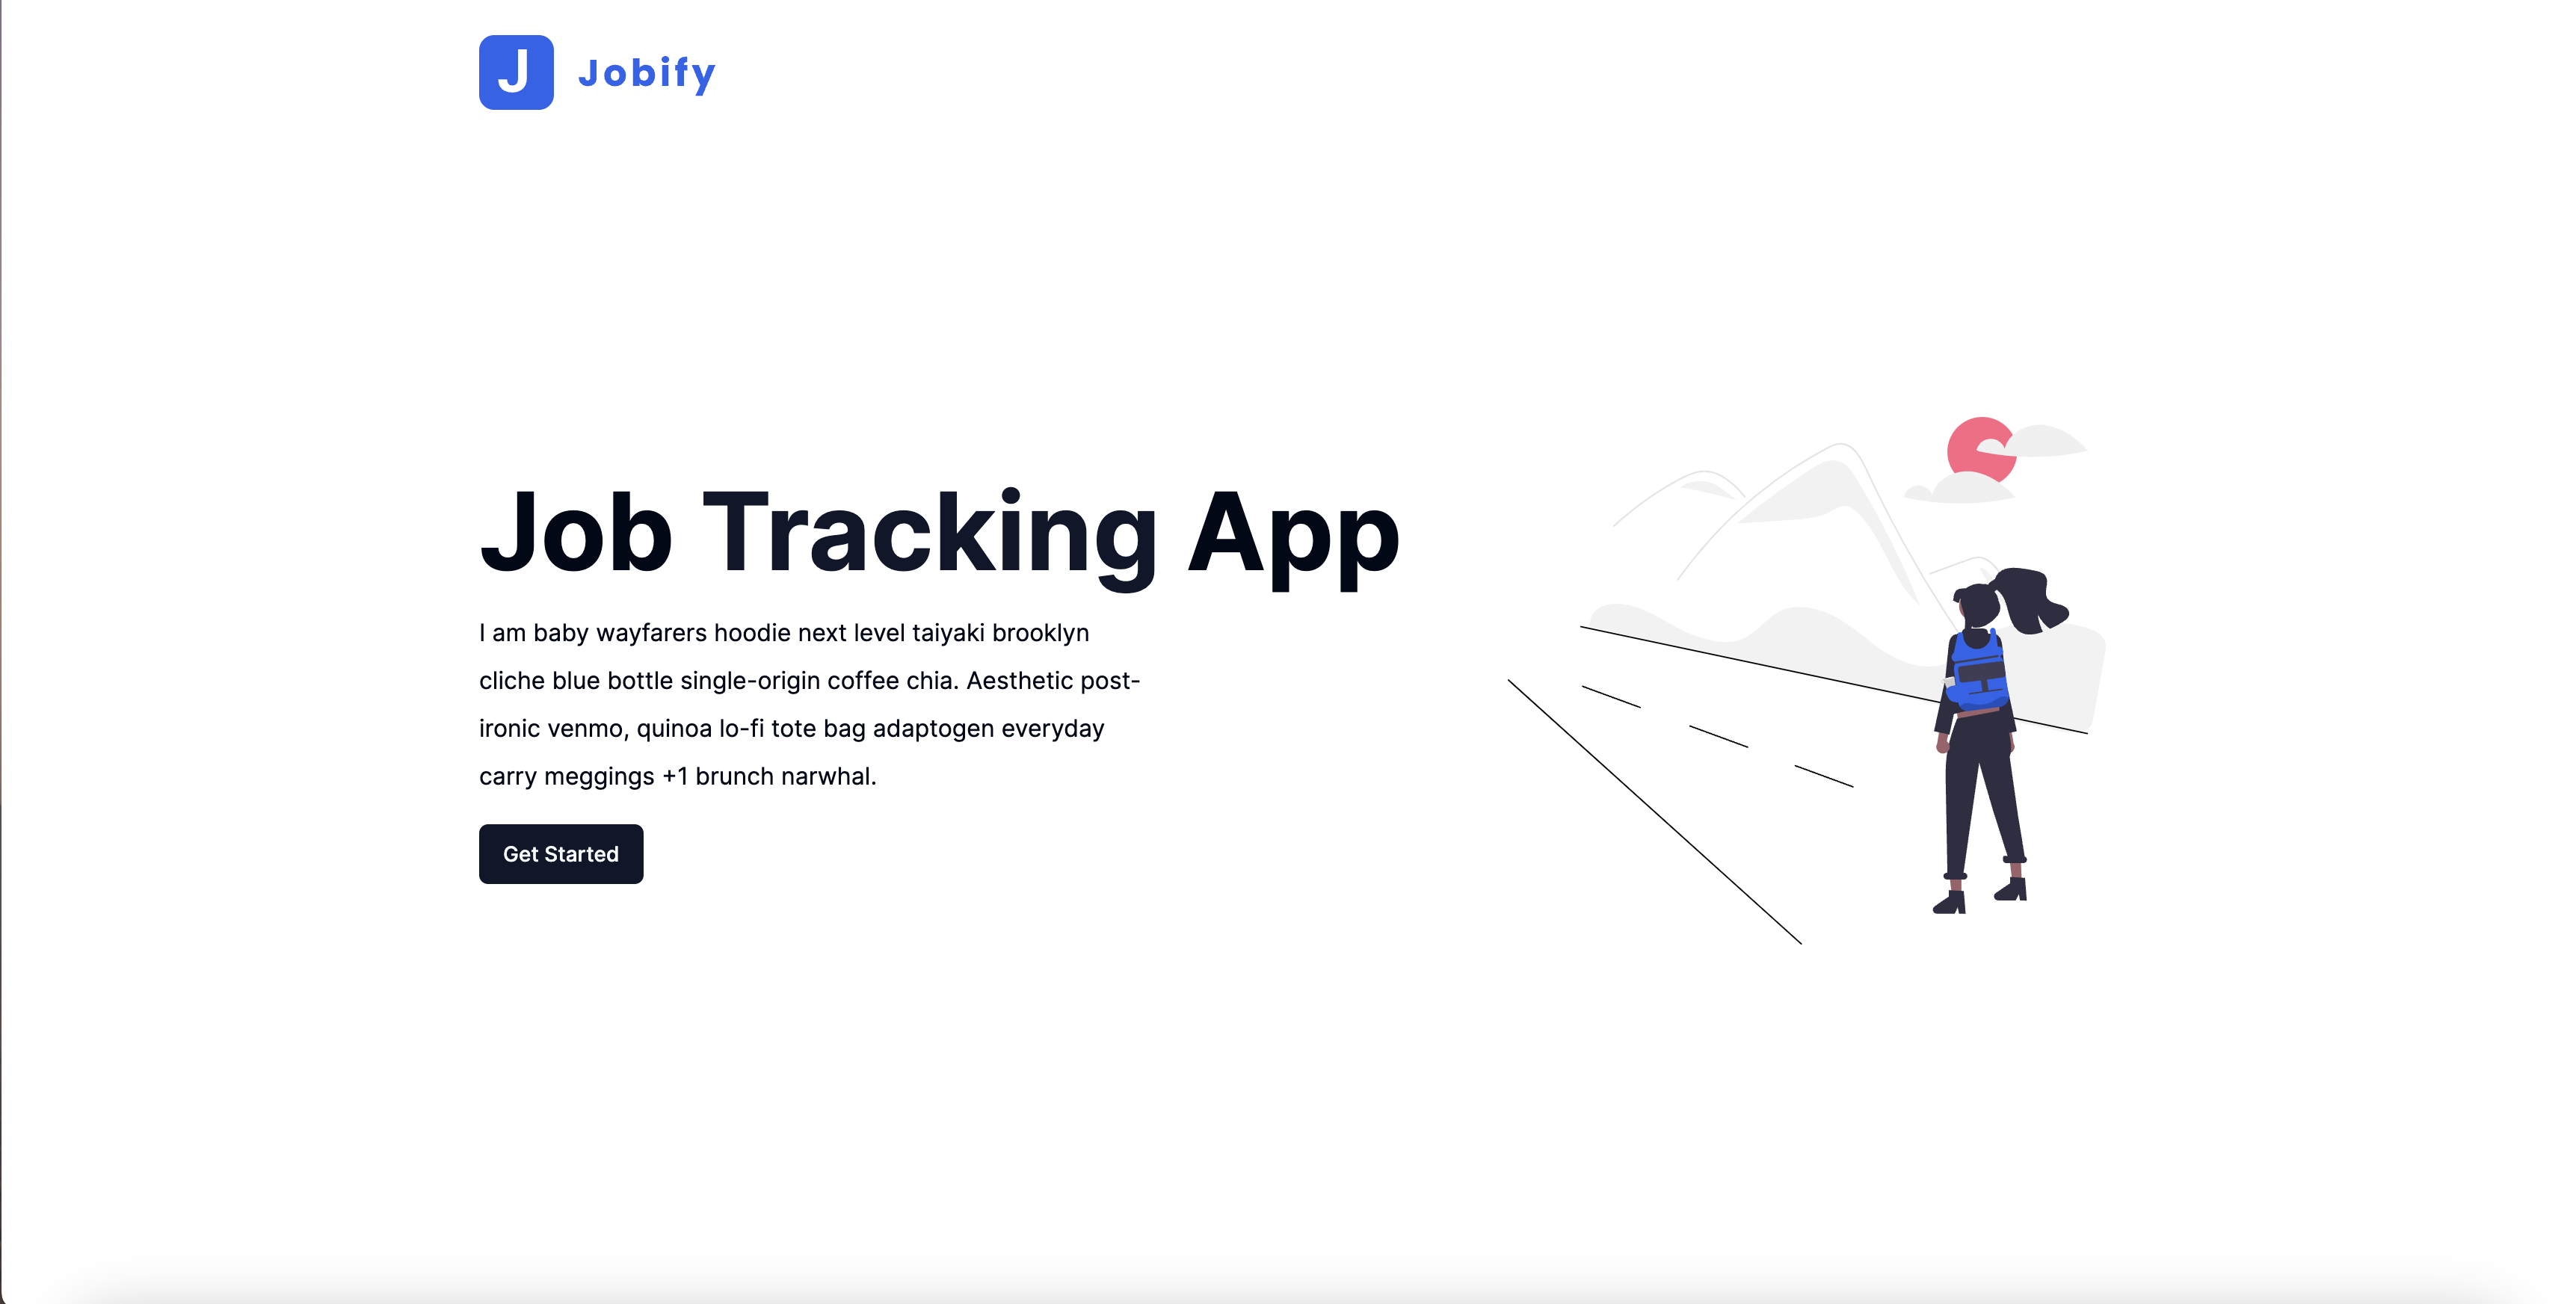 J Jobify
Job Tracking App
I am baby wayfarers hoodie next level taiyaki brooklyn
cliche blue bottle single-origin coffee chia. Aesthetic post-
ironic venmo, quinoa lo-fi tote bag adaptogen everyday
carry meggings +1 brunch narwhal.
Get Started